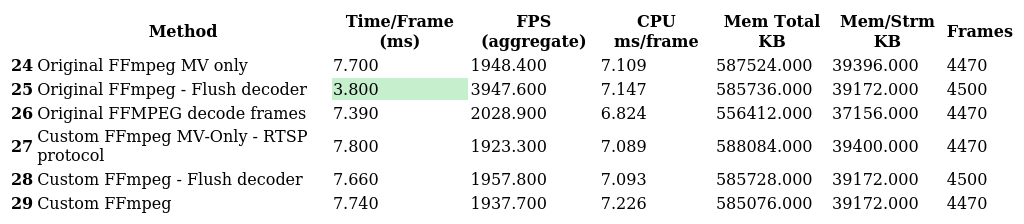 Method Time/Frame (ms) FPS (aggregate) CPU ms/frame Mem Total KB Mem/Strm KB Frames
24 Original FFmpeg MV only 7.700 1948.400 7.109 587524.000 39396.000 4470
25 Original FFmpeg - Flush decoder 3.800 3947.600 7.147 585736.000 39172.000 4500
26 Original FFMPEG decode frames 7.390 2028.900 6.824 556412.000 37156.000 4470
27 Custom FFmpeg MV-Only - RTSP protocol 7.800 1923.300 7.089 588084.000 39400.000 4470
28 Custom FFmpeg - Flush decoder 7.660 1957.800 7.093 585728.000 39172.000 4500
29 Custom FFmpeg 7.740 1937.700 7.226 585076.000 39172.000 4470